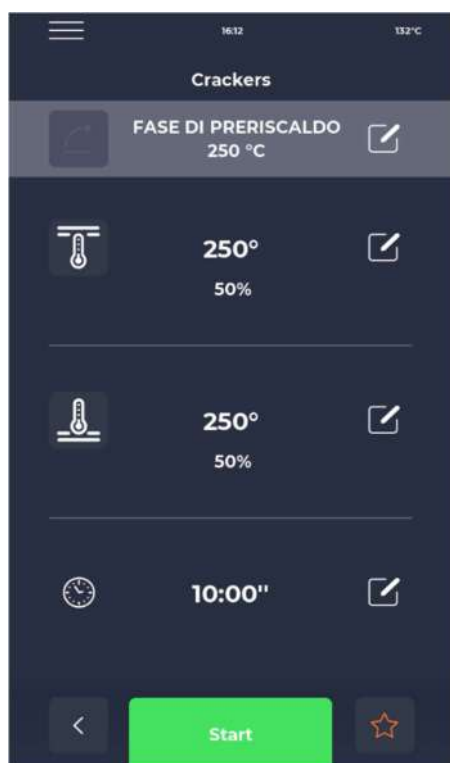 16:12 132°C
Crackers
FASE DI PRERISCALDO
250 °C
250°
50%
250°
50%
10:00"
Start